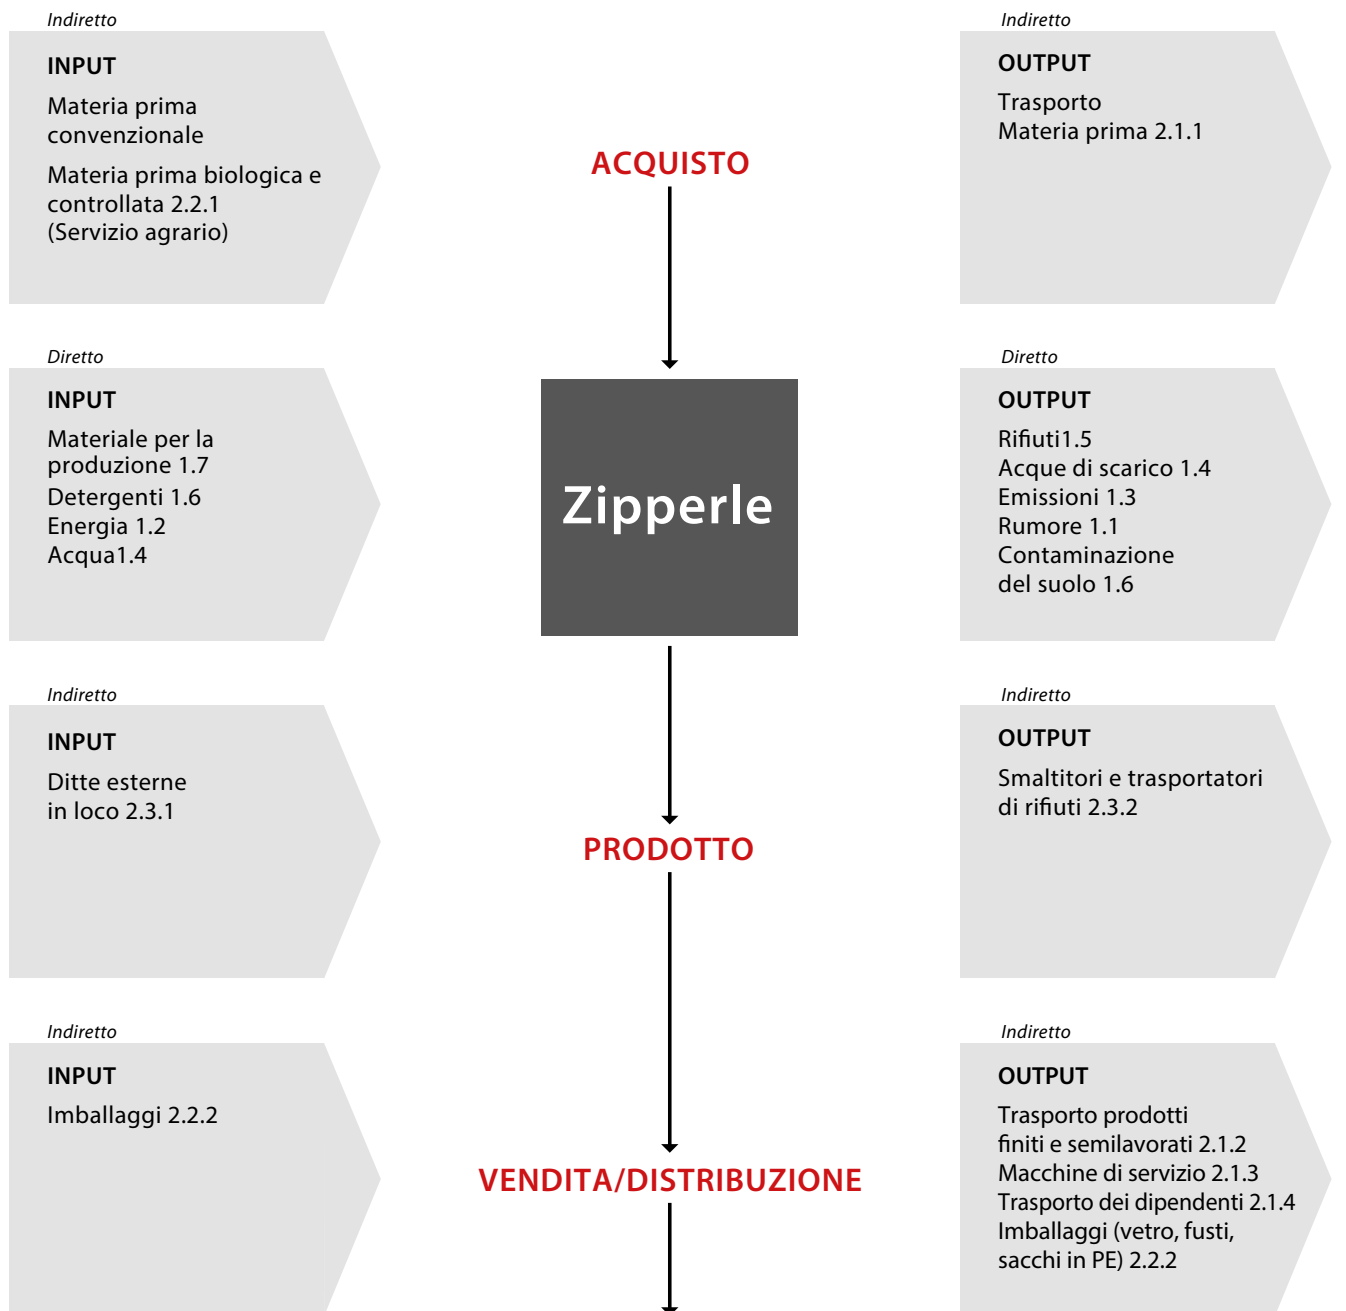 Indiretto
INPUT
Materia prima
convenzionale
Materia prima biologica e
controllata 2.2.1
(Servizio agrario)
ACQUISTO
Indiretto
OUTPUT
Trasporto
Materia prima 2.1.1
Diretto
INPUT
Materiale per la
produzione 1.7
Detergenti 1.6
Energia 1.2
Acqua1.4
Zipperle
Diretto
OUTPUT
Rifiuti1.5
Acque di scarico 1.4
Emissioni 1.3
Rumore 1.1
Contaminazione
del suolo 1.6
Indiretto
INPUT
Ditte esterne
in loco 2.3.1
PRODOTTO
Indiretto
OUTPUT
Smaltitori e trasportatori
di rifiuti 2.3.2
Indiretto
INPUT
Imballaggi 2.2.2
VENDITA/DISTRIBUZIONE
Indiretto
OUTPUT
Trasporto prodotti
finiti e semilavorati 2.1.2
Macchine di servizio 2.1.3
Trasporto dei dipendenti 2.1.4
Imballaggi (vetro, fusti,
sacchi in PE) 2.2.2